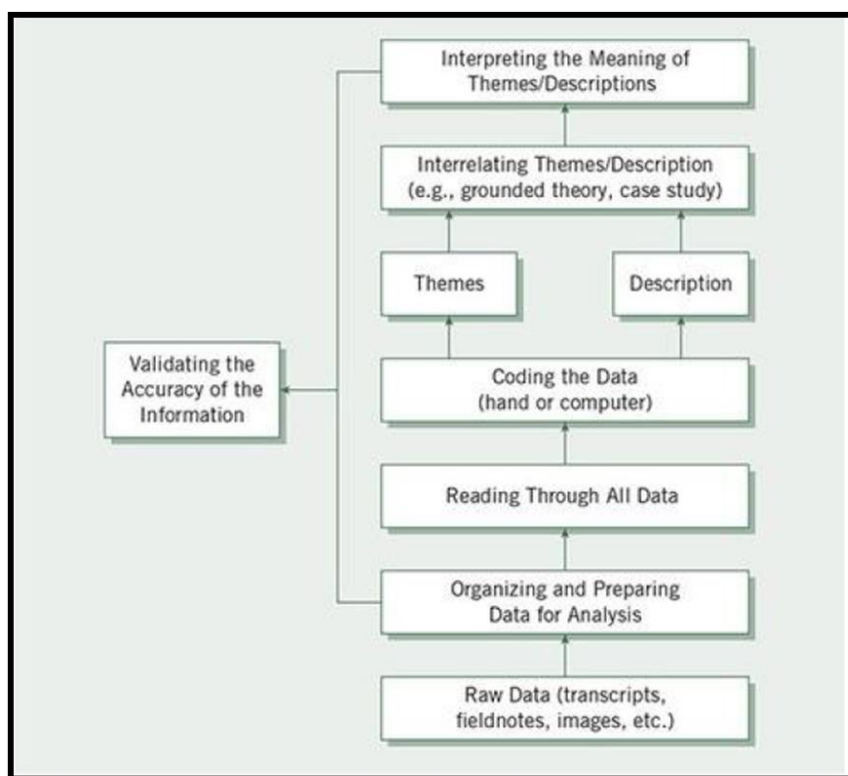 Interpreting the Meaning of
Themes/Descriptions
Interrelating Themes/Description
(e.g., grounded theory, case study)
Themes
Description
Validating the
Accuracy of the
Information
Coding the Data
(hand or computer)
Reading Through All Data
Organizing and Preparing
Data for Analysis
Raw Data (transcripts,
fieldnotes, images, etc.)